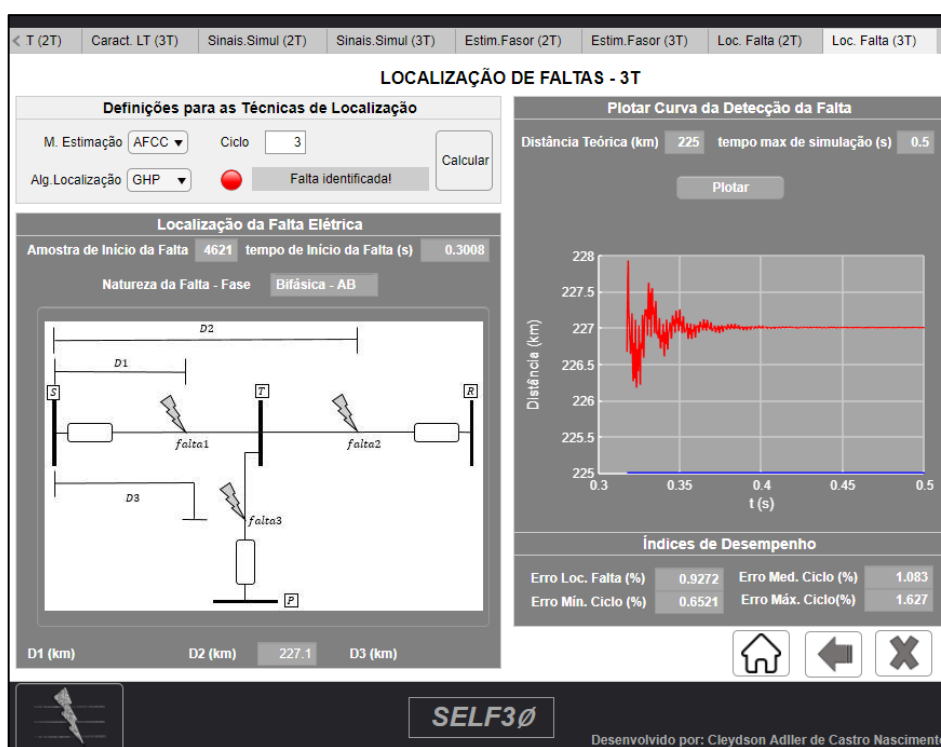 < .T (2T) Caract. LT (3T) Sinais.Simul (2T) Sinais.Simul (3T) Estim.Fasor (2T) Estim.Fasor (3T) Loc. Falta (2T) Loc. Falta (3T)
LOCALIZAÇÃO DE FALTAS - 3T
Definições para as Técnicas de Localização
M. Estimação AFCC Ciclo 3
Calcular
Alg.Localização GHP Falta identificada!
Localização da Falta Elétrica
Amostra de Início da Falta 4621 tempo de Início da Falta (s) 0.3008
Natureza da Falta - Fase Bifásica - AB
D2
D1
S T R
falta1 falta2
D3
falta3
P
D1 (km) D2 (km) 227.1 D3 (km)
Plotar Curva da Detecção da Falta
Distância Teórica (km) 225 tempo max de simulação (s) 0.5
Plotar
Distância (km)
228
227.5
227
226.5
226
225.5
225
0.3 0.35 0.4 0.45 0.5
t (s)
Índices de Desempenho
Erro Loc. Falta (%) 0.9272 Erro Med. Ciclo (%) 1.083
Erro Mín. Ciclo (%) 0.6521 Erro Máx. Ciclo(%) 1.627
SELF3Ø
Desenvolvido por: Cleydson Adller de Castro Nascimento